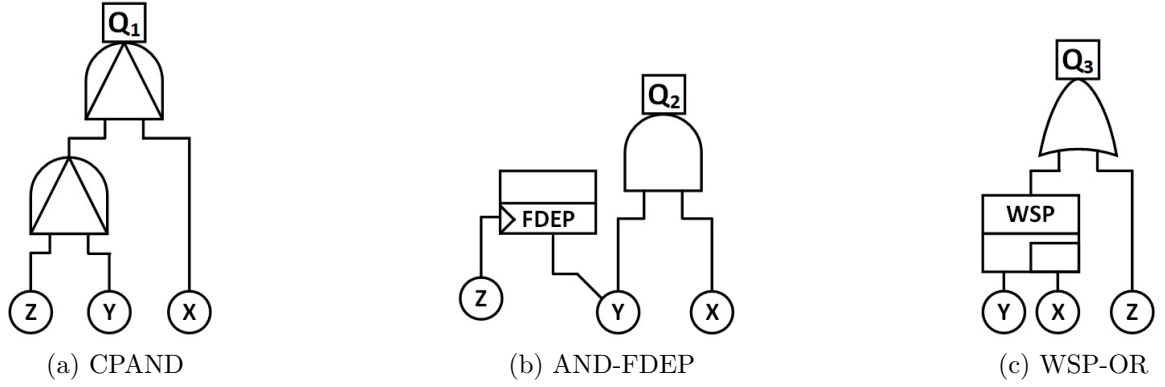 Q1
Z
Y
X
(a) CPAND
Q2
FDEP
Z
Y
X
(b) AND-FDEP
Q3
WSP
Y
X
Z
(c) WSP-OR